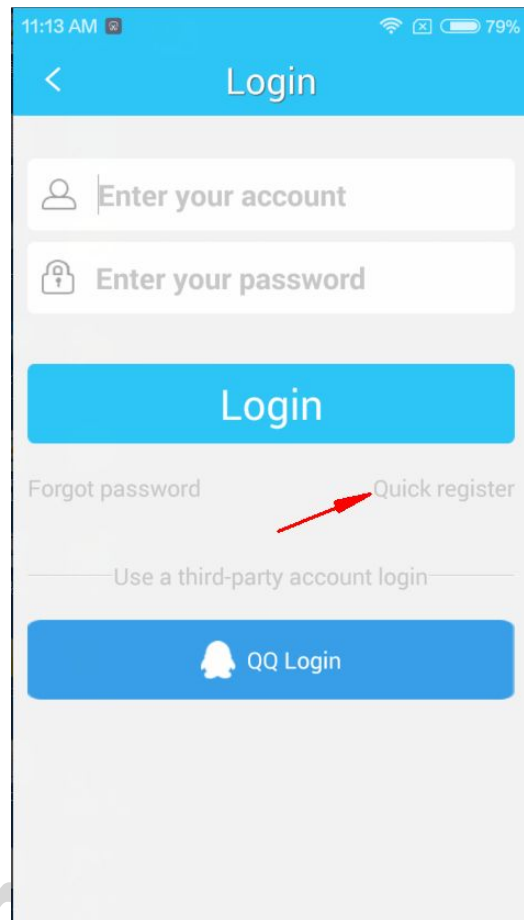 11:13 AM 79%
Login
Enter your account
Enter your password
Login
Forgot password Quick register
Use a third-party account login
QQ Login